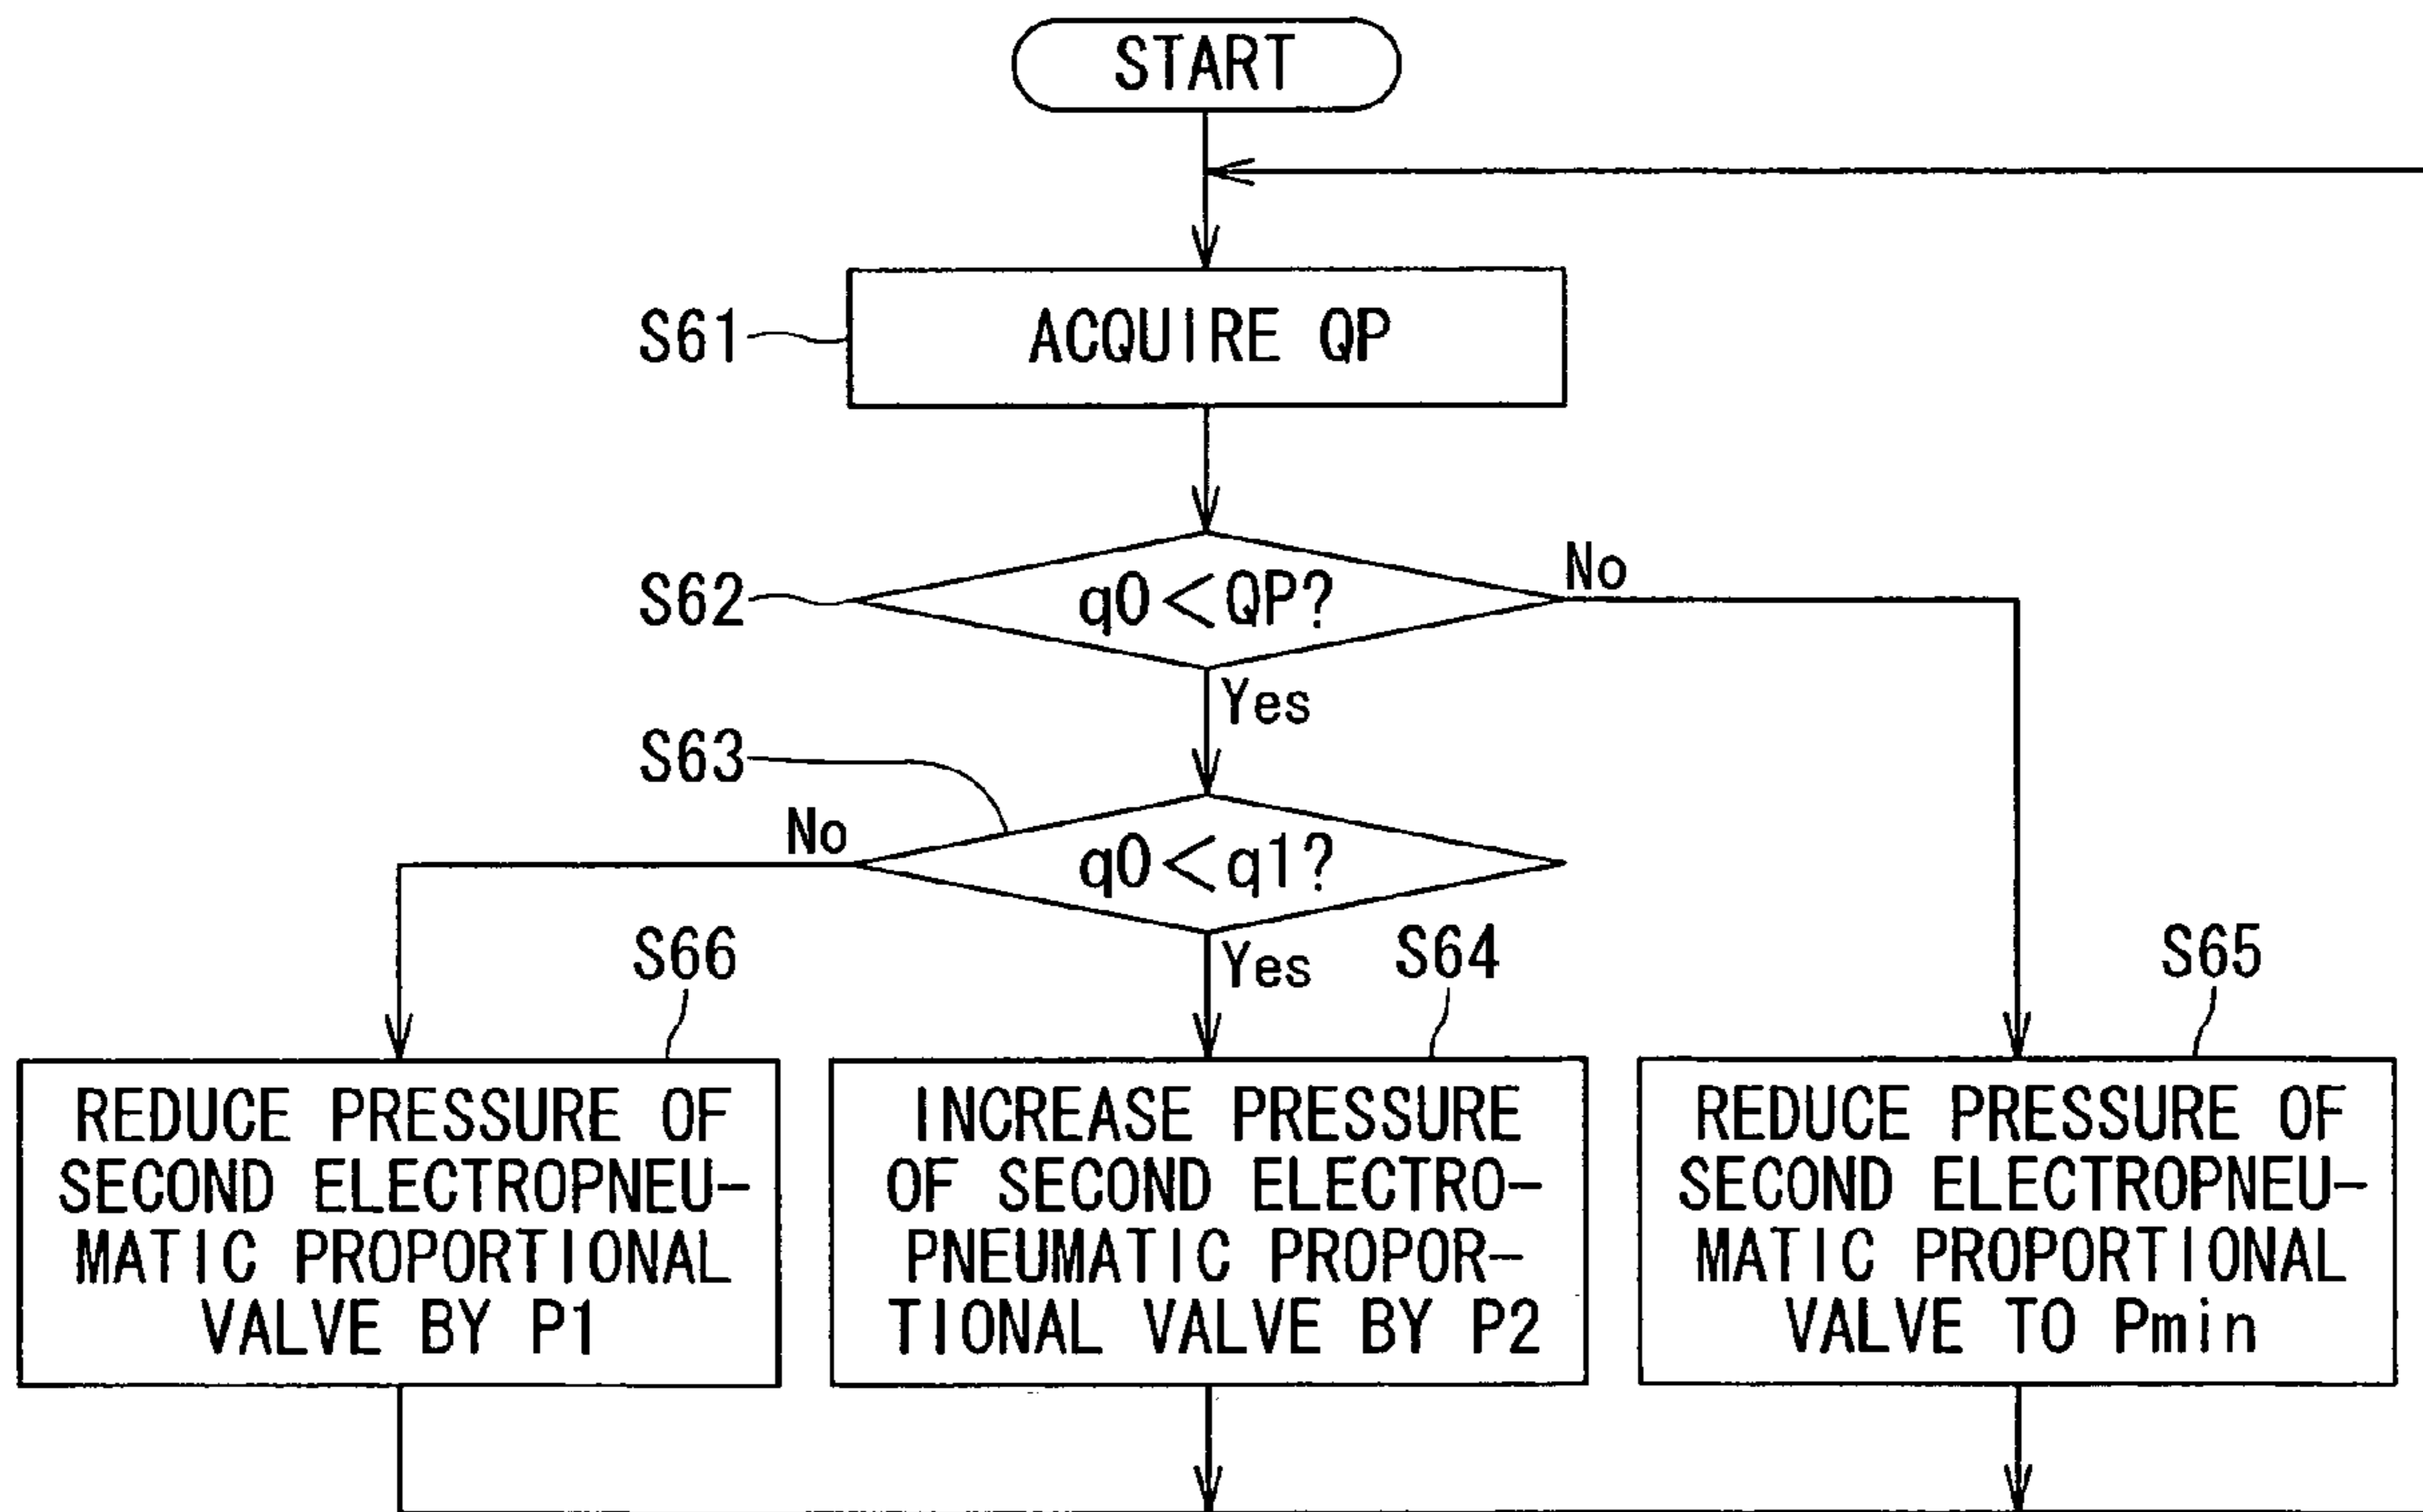 START
S61
ACQUIRE QP
S62
q0<QP?
No
Yes
S63
No
q0<q1?
Yes
S66
S64
S65
REDUCE PRESSURE OF
SECOND ELECTROPNEU-
MATIC PROPORTIONAL
VALVE BY P1
INCREASE PRESSURE
OF SECOND ELECTRO-
PNEUMATIC PROPOR-
TIONAL VALVE BY P2
REDUCE PRESSURE OF
SECOND ELECTROPNEU-
MATIC PROPORTIONAL
VALVE TO Pmin